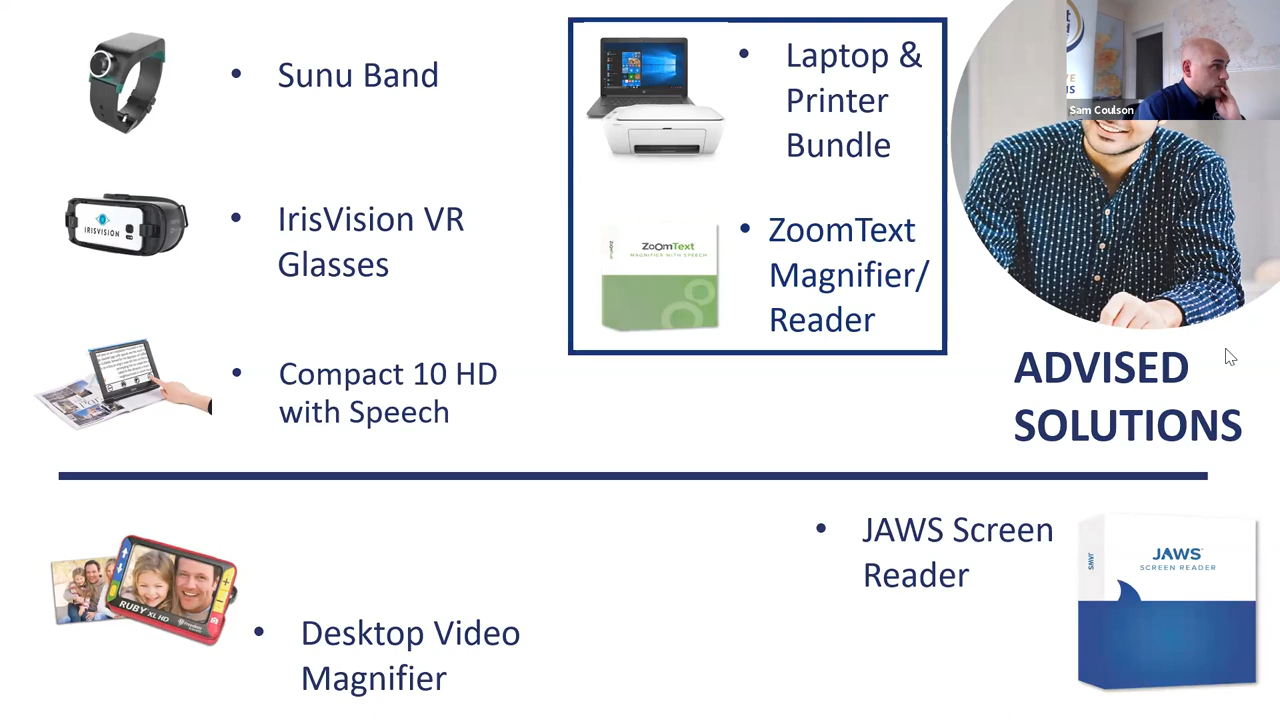 • Sunu Band
• IrisVision VR
Glasses
IRISVISION
• Compact 10 HD
with Speech
• Laptop &
Printer
Bundle
• ZoomText
Magnifier/
Reader
ZoomText
MAGNIFIER WITH SPEECH
Sam Coulson
ADVISED
SOLUTIONS
RUBY XL HD
• Desktop Video
Magnifier
• JAWS Screen
Reader
JAWS
JAWS
SCREEN READER